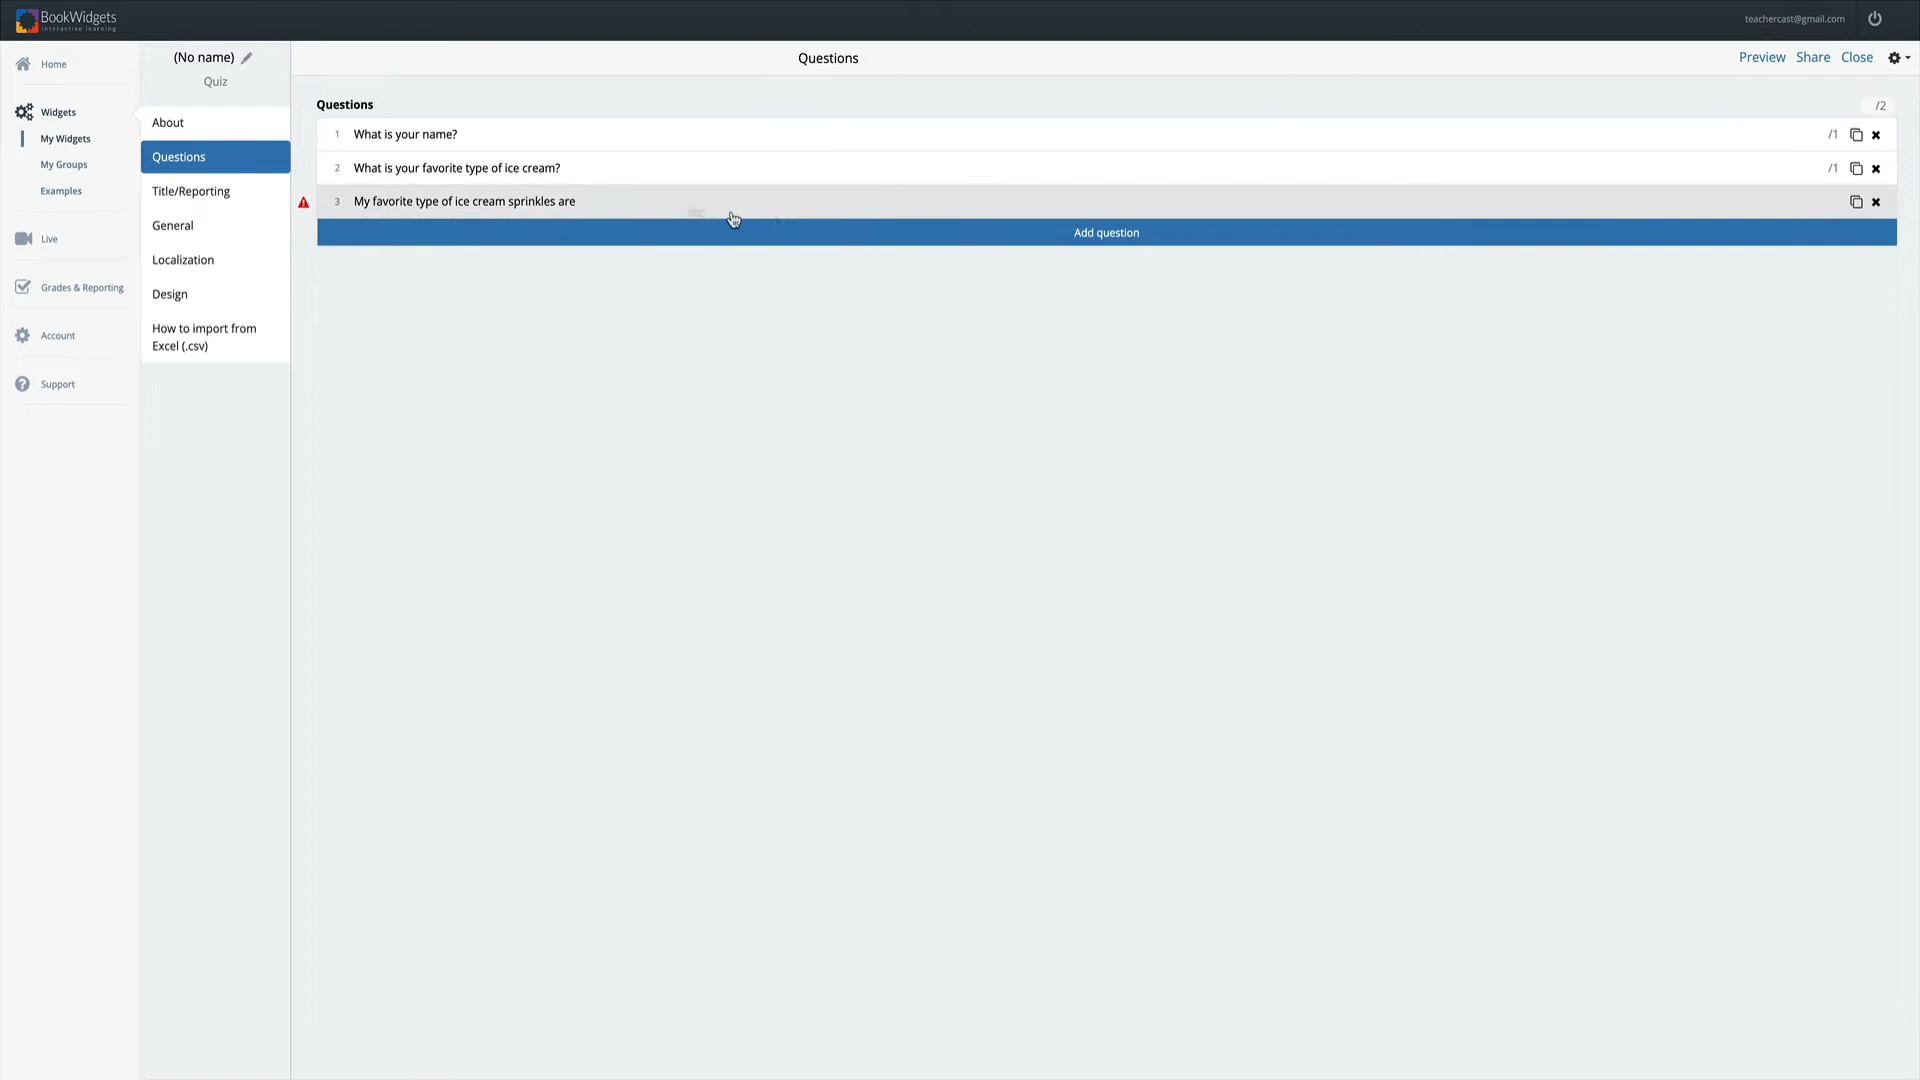 BookWidgets
interactive learning
teachercast@gmail.com
Home
Widgets
My Widgets
My Groups
Examples
Live
Grades & Reporting
Account
Support
(No name)
Quiz
About
Questions
Title/Reporting
General
Localization
Design
How to import from
Excel (.csv)
Questions
Preview Share Close
Questions /2
1 What is your name? /1
2 What is your favorite type of ice cream? /1
3 My favorite type of ice cream sprinkles are
Add question